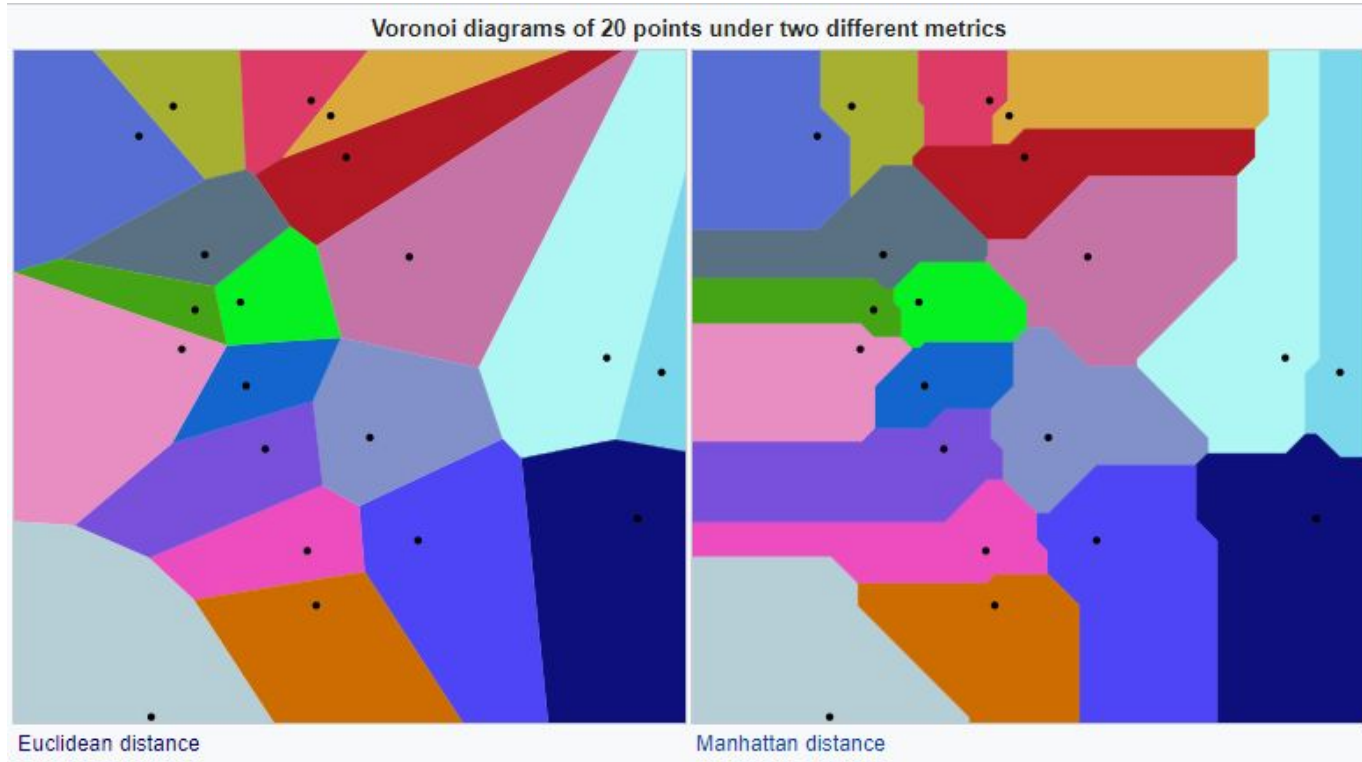 Voronoi diagrams of 20 points under two different metrics
Euclidean distance
Manhattan distance